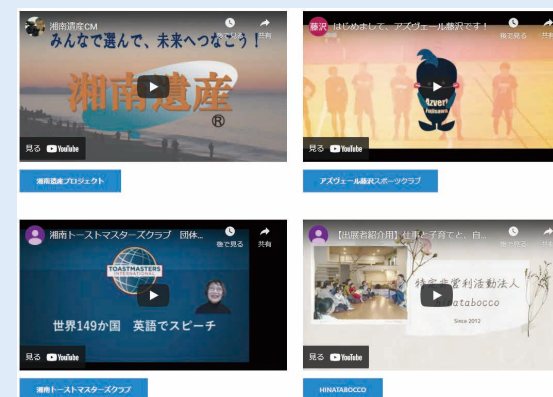 湘南遺産CM
後で見る
共有
みんなで選んで、未来へつなごう！
湘南遺産
®
見る YouTube
湘南遺産プロジェクト
藤沢
はじめまして、アズヴェール藤沢です！
後で見る
共有
Azver!
Fujisawa
見る YouTube
アズヴェール藤沢スポーツクラブ
湘南トーストマスターズクラブ 団体...
後で見る
共有
TOASTMASTERS
INTERNATIONAL
世界149か国 英語でスピーチ
見る YouTube
湘南トーストマスターズクラブ
【出展者紹介用】仕事と子育てと、自...
後で見る
共有
特定非営利活動法人
Hinatabocco
Since 2012
見る YouTube
HINATABOCCO